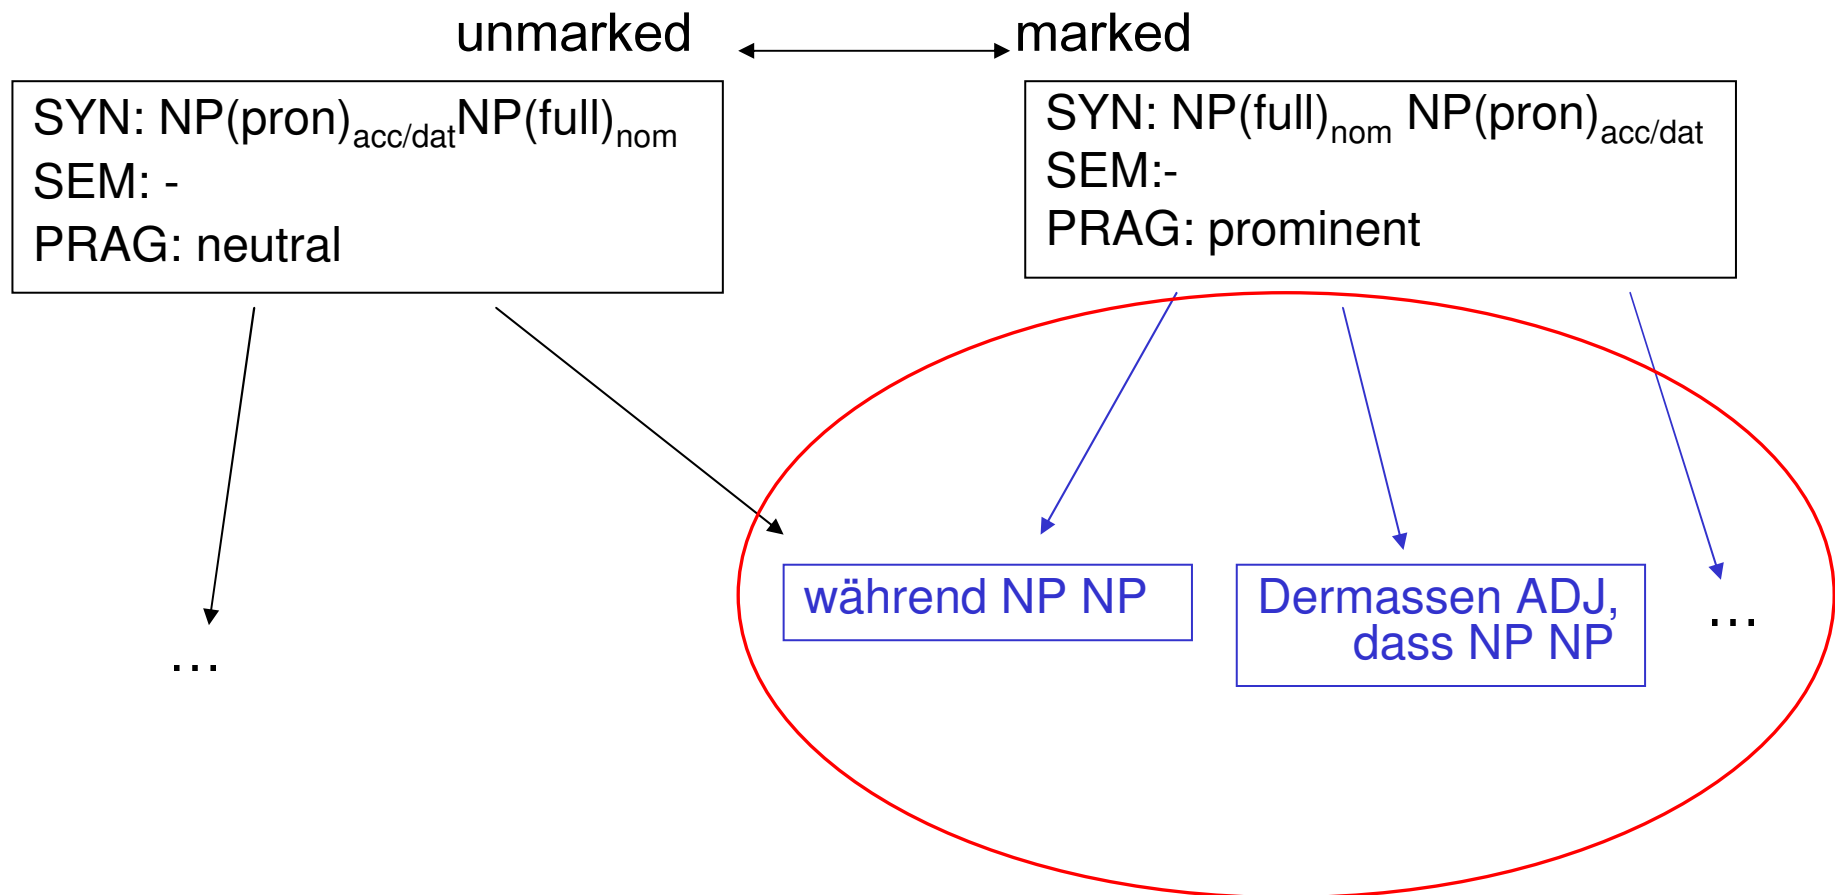 unmarked
marked
SYN: NP(pron)acc/datNP(full)nom
SEM: -
PRAG: neutral
SYN: NP(full)nom NP(pron)acc/dat
SEM:-
PRAG: prominent
während NP NP
Dermassen ADJ,
dass NP NP
...
...